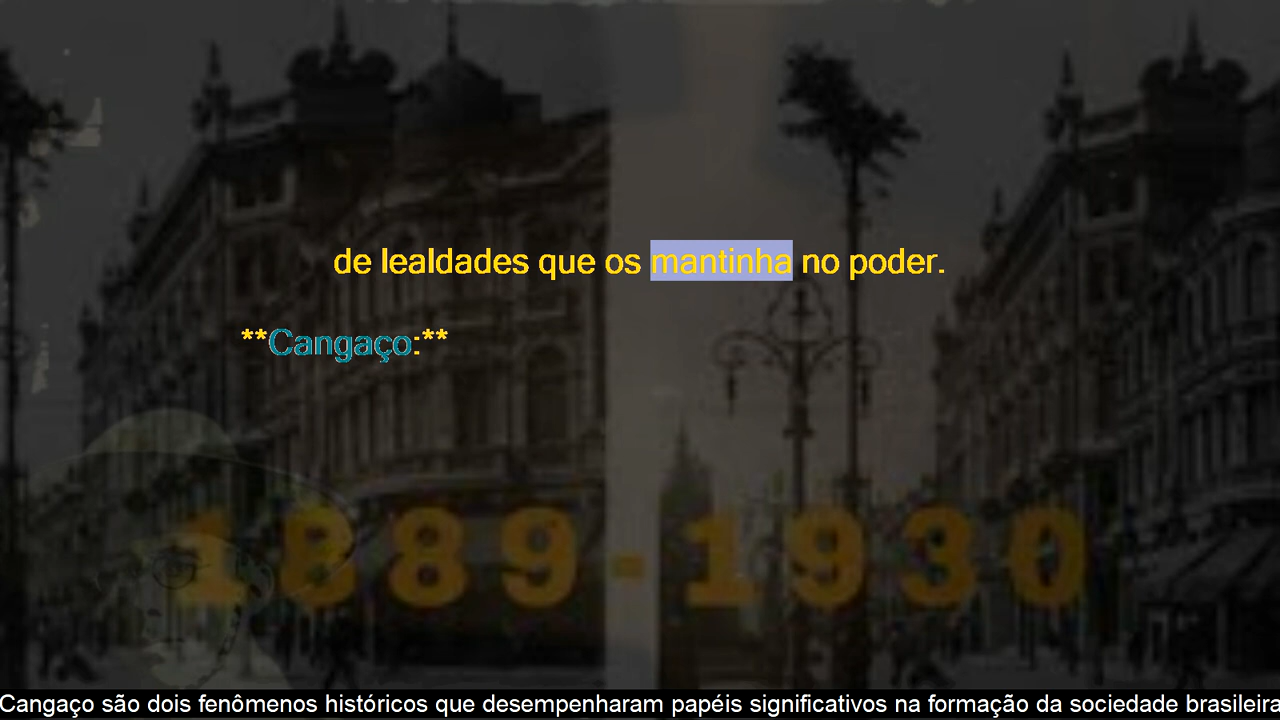 de lealdades que os mantinha no poder.
**Cangaço:**
1889-1930
Cangaço são dois fenômenos históricos que desempenharam papéis significativos na formação da sociedade brasileira